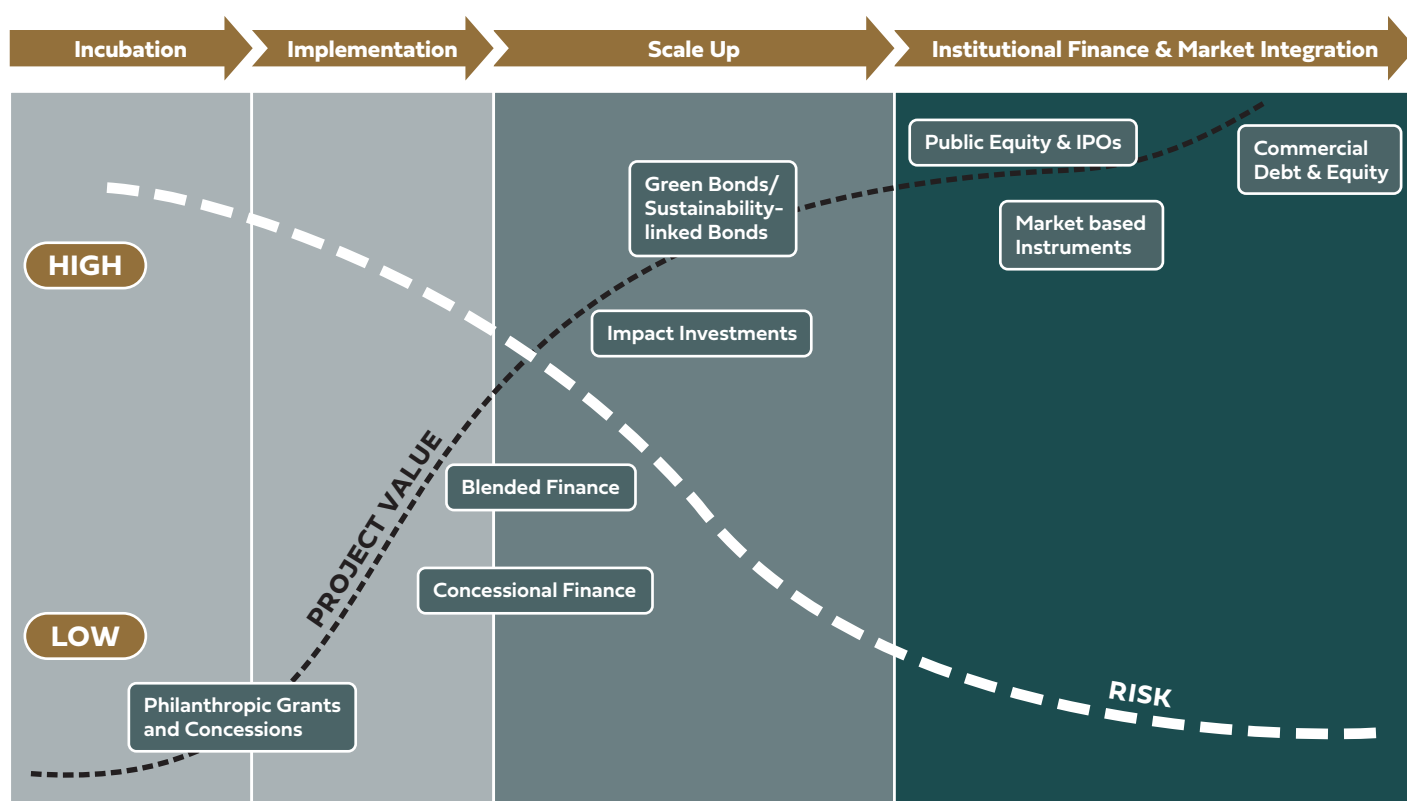 Incubation
Implementation
Scale Up
Institutional Finance & Market Integration
Public Equity & IPOs
Commercial
Debt & Equity
Green Bonds/
Sustainability-
linked Bonds
Market based
Instruments
HIGH
Impact Investments
PROJECT VALUE
Blended Finance
Concessional Finance
LOW
Philanthropic Grants
and Concessions
RISK